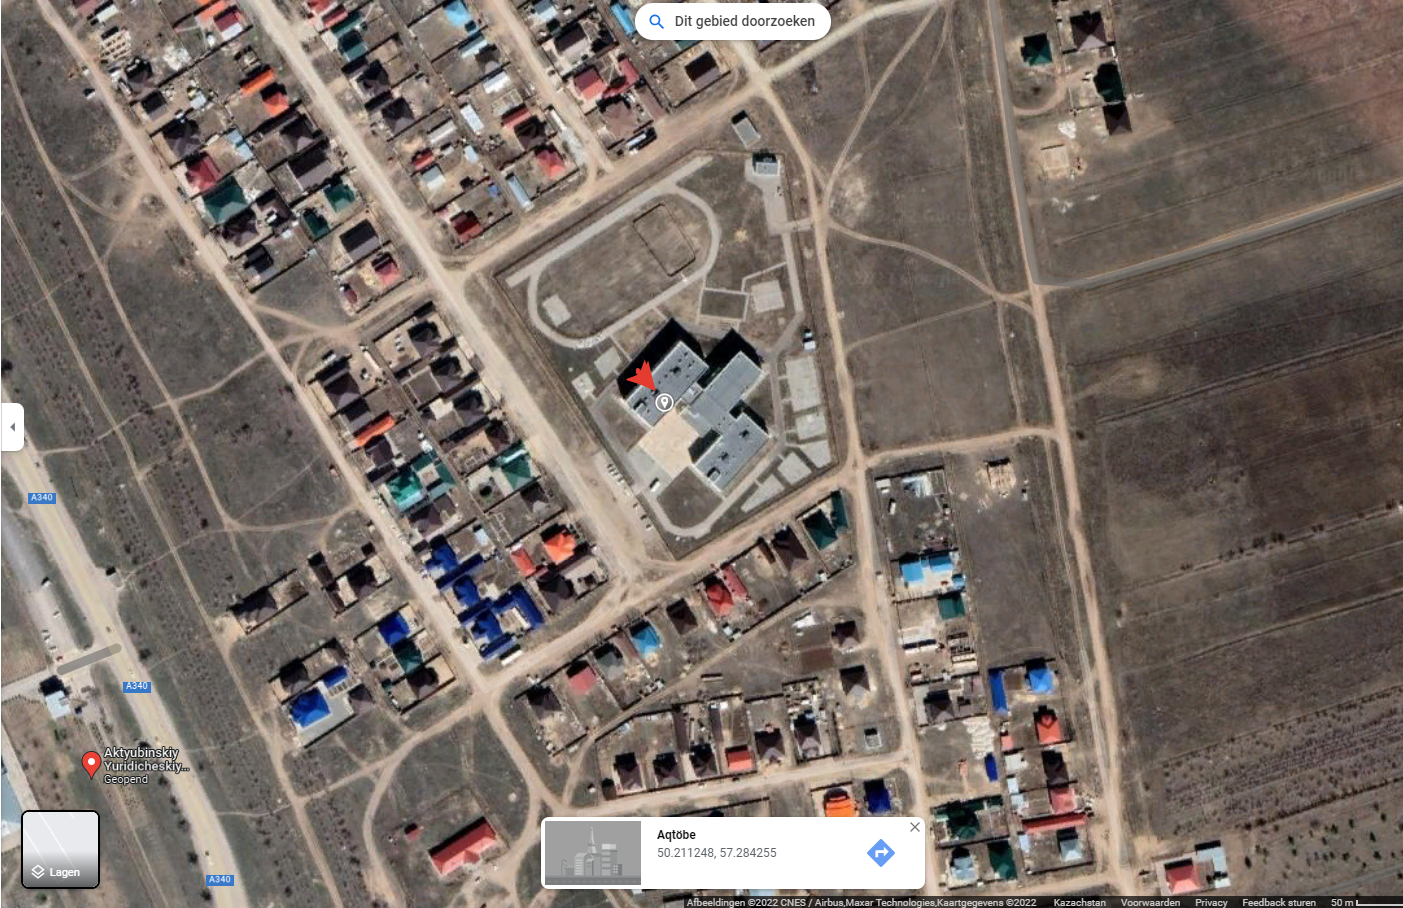 Dit gebied doorzoeken
A340
A340
Aktyubinskiy
Yuridicheskiy...
Geopend
Lagen
A340
Aqtöbe
50.211248, 57.284255
Afbeeldingen ©2022 CNES / Airbus,Maxar Technologies,Kaartgegevens ©2022 Kazachstan Voorwaarden Privacy Feedback sturen 50 m